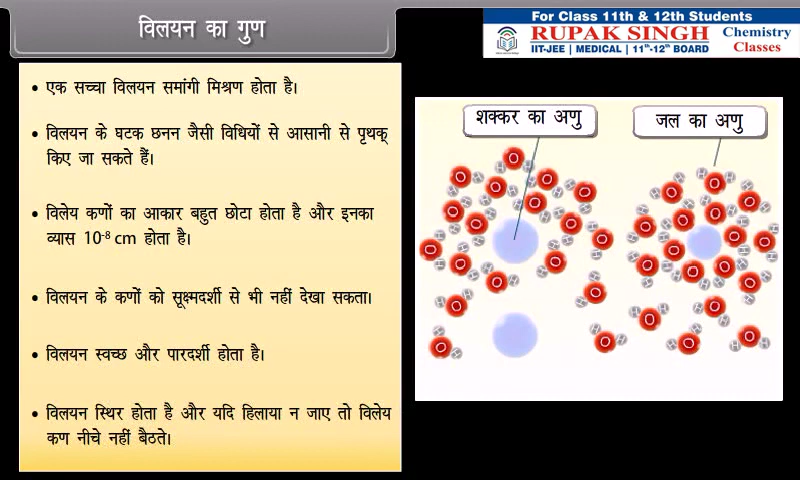 विलयन का गुण
For Class 11th & 12th Students
RUPAK SINGH
Chemistry
Classes
IIT-JEE | MEDICAL | 11th-12th BOARD
• एक सच्चा विलयन समांगी मिश्रण होता है।
• विलयन के घटक छनन जैसी विधियों से आसानी से पृथक्
किए जा सकते हैं।
• विलेय कणों का आकार बहुत छोटा होता है और इनका
व्यास 10-8 cm होता है।
• विलयन के कणों को सूक्ष्मदर्शी से भी नहीं देखा सकता।
• विलयन स्वच्छ और पारदर्शी होता है।
• विलयन स्थिर होता है और यदि हिलाया न जाए तो विलेय
कण नीचे नहीं बैठते।
शक्कर का अणु
जल का अणु